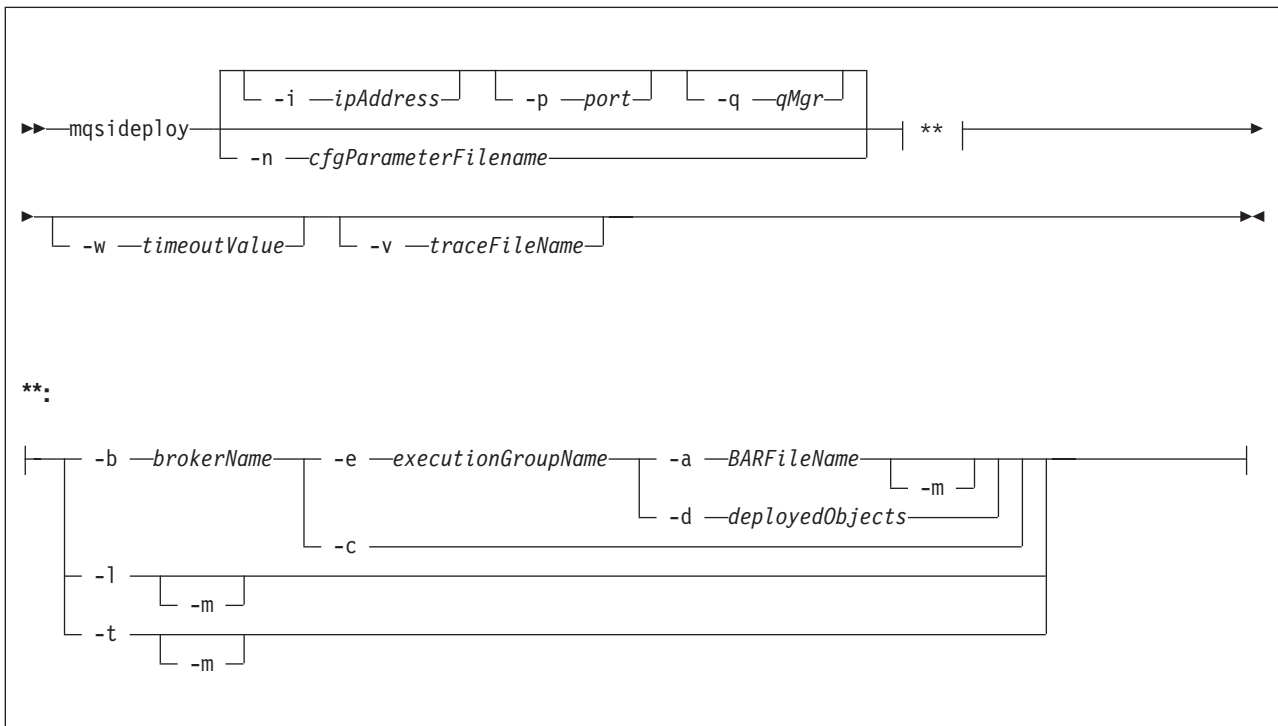 -i ipAddress -p port -q qMgr
mqsideploy **
-n cfgParameterFilename
-w timeoutValue -v traceFileName
**:
-b brokerName -e executionGroupName -a BARFileName
-m
-d deployedObjects
-c
-l
-m
-t
-m